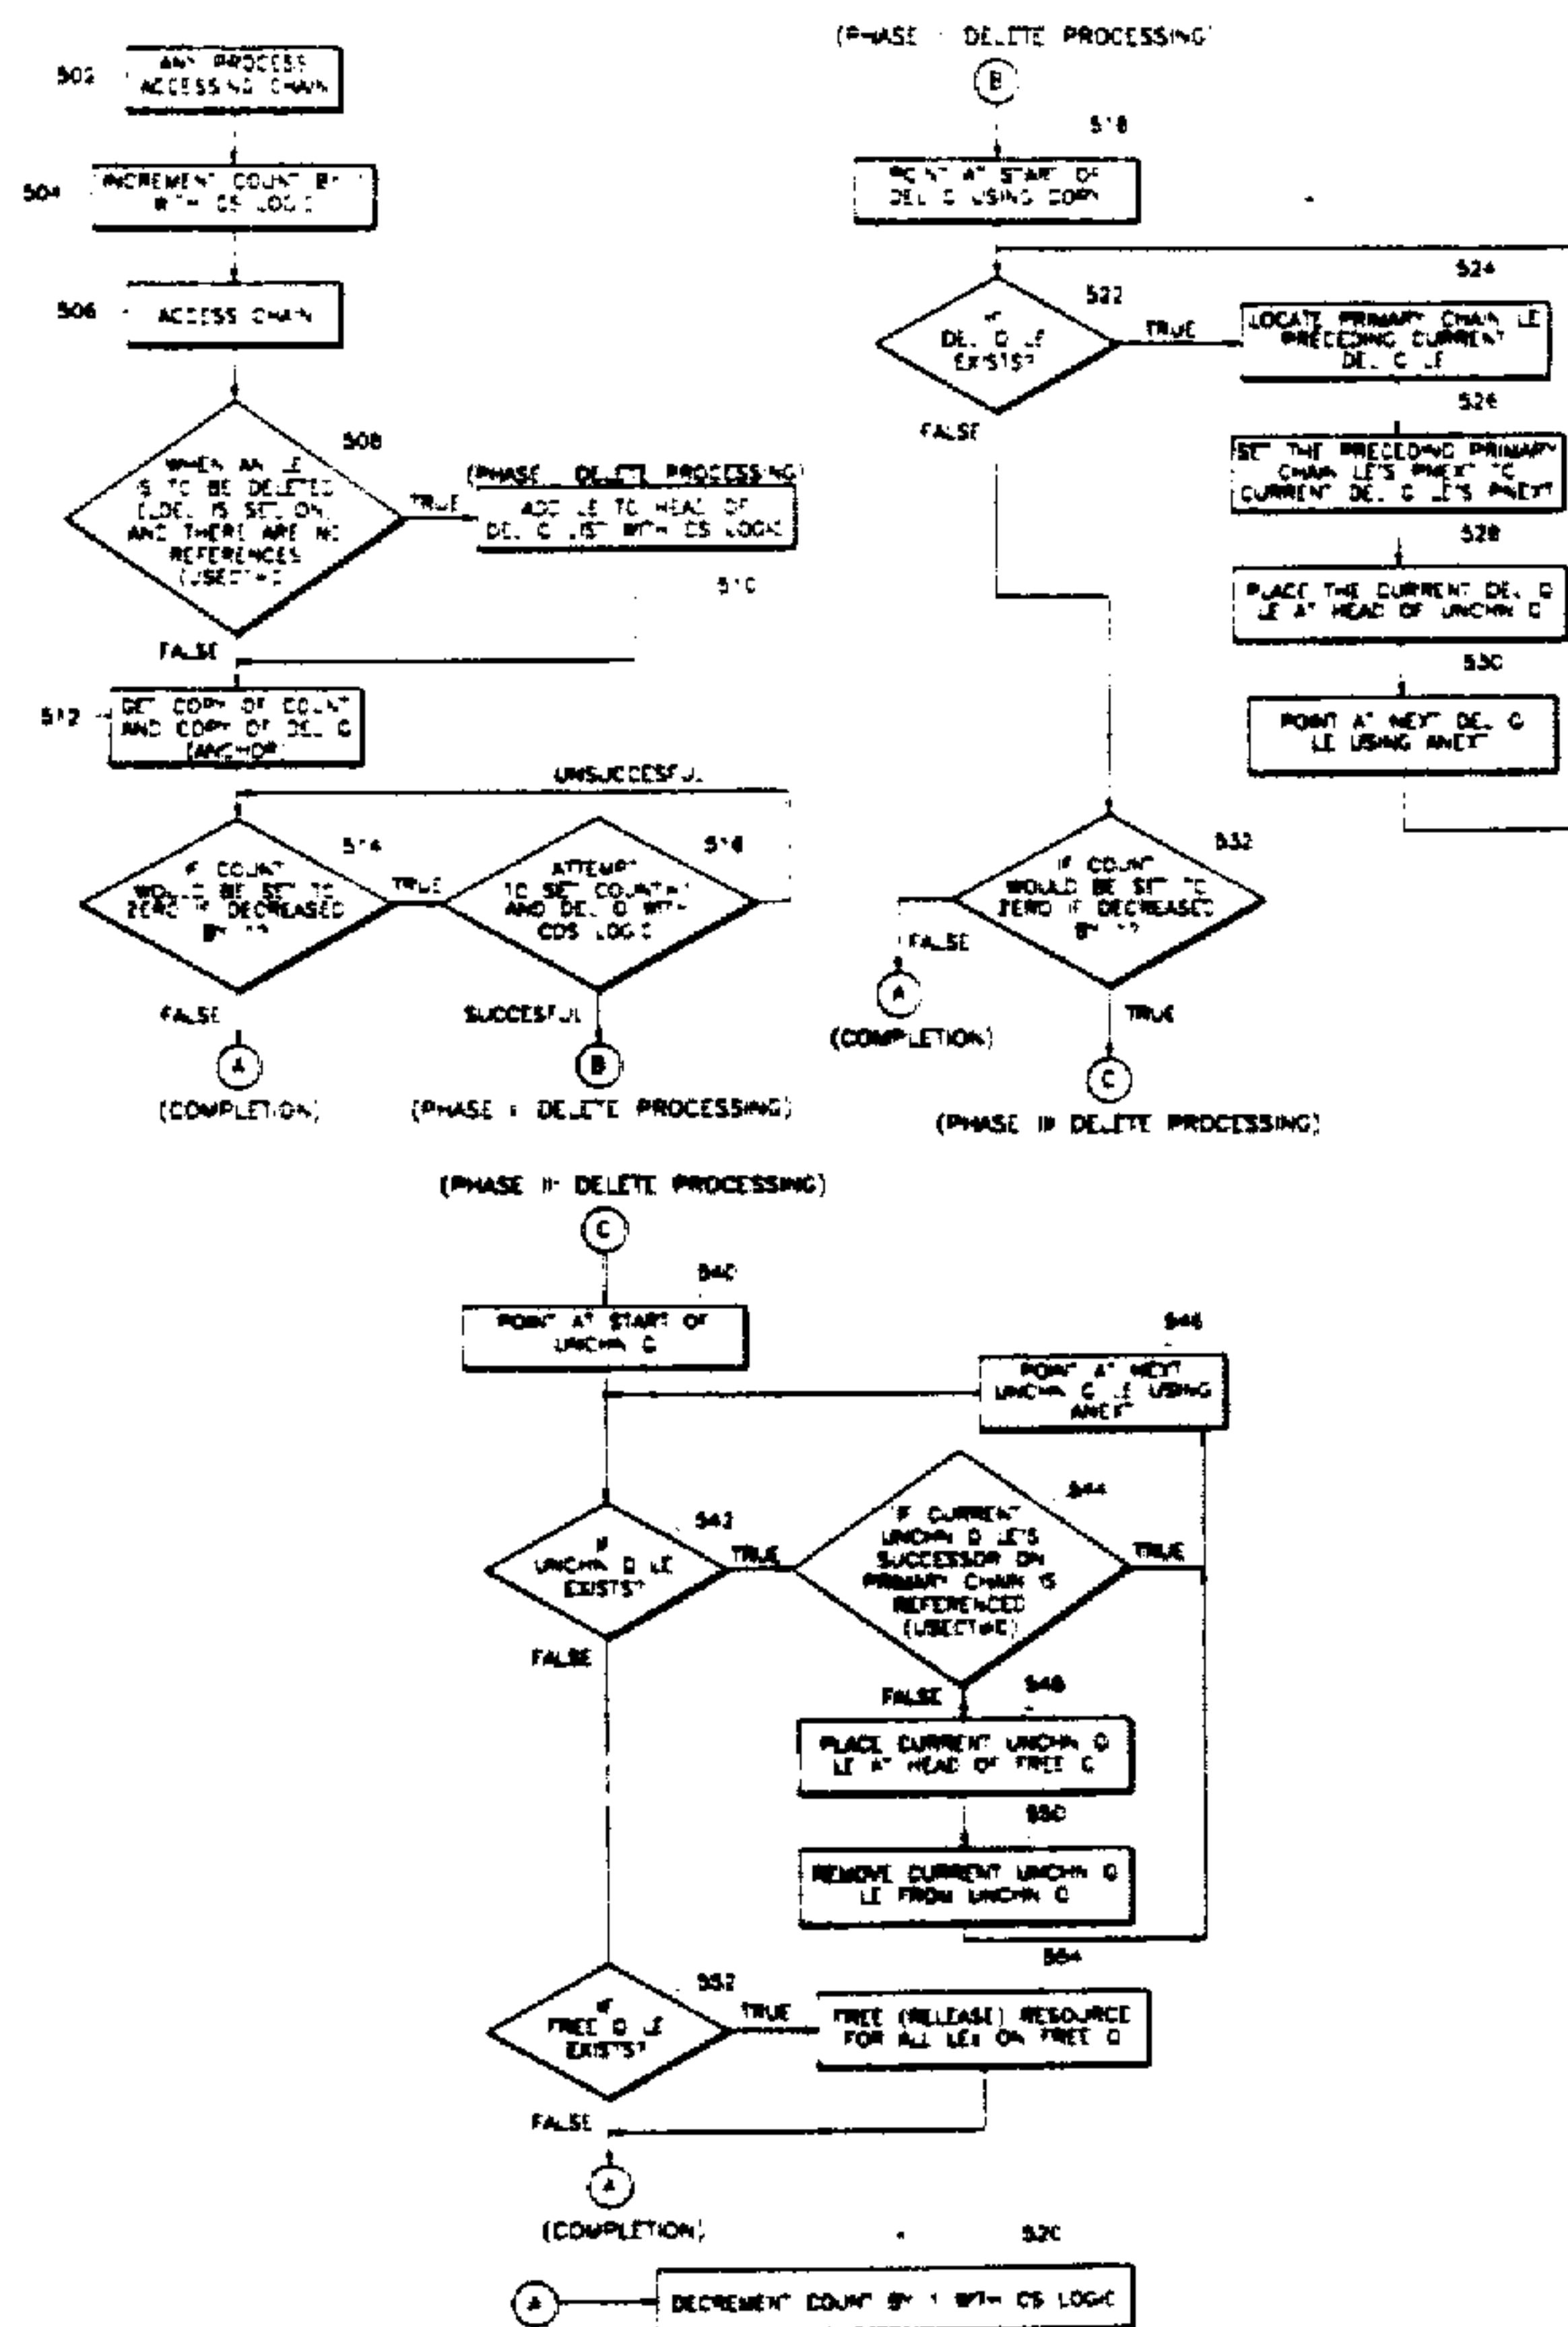 502
ANY PROCESS
ACCESSING CHAIN
504
INCREMENT COUNT BY 1
WITH CS LOGIC
506
ACCESS CHAIN
508
WHEN AN LE
IS TO BE DELETED
IS SET ON
AND THERE ARE NO
REFERENCES
TRUE
FALSE
(PHASE DELETE PROCESSING)
ADD LE TO HEAD OF
DEL Q LIST WITH CS LOGIC
510
512
GET COPY OF COUNT
AND COPY OF DEL Q
(ANCHOR)
UNSUCCESSFUL
514
IF COUNT
WOULD BE SET TO
ZERO IF DECREASED
BY 1?
TRUE
FALSE
A
(COMPLETION)
516
ATTEMPT
TO SET
AND DEL Q WITH
CDS LOGIC
SUCCESFUL
B
(PHASE DELETE PROCESSING)
(PHASE DELETE PROCESSING)
B
518
POINT AT START OF
DEL Q USING COPY
522
IF
DEL Q LE
EXISTS?
TRUE
FALSE
524
LOCATE PRIMARY CHAIN LE
PRECEDING CURRENT
DEL Q LE
526
SET THE PRECEDING PRIMARY
CHAIN LE'S PNEXT TO
CURRENT DEL Q LE'S PNEXT
528
PLACE THE CURRENT DEL Q
LE AT HEAD OF UNCHN Q
530
POINT AT NEXT DEL Q
LE USING ANEXT
532
IF COUNT
WOULD BE SET TO
ZERO IF DECREASED
BY 1?
FALSE
A
(COMPLETION)
TRUE
C
(PHASE III DELETE PROCESSING)
(PHASE III DELETE PROCESSING)
C
540
POINT AT START OF
UNCHN Q
546
POINT AT NEXT
UNCHN Q LE USING
ANEXT
542
IF
UNCHN Q LE
EXISTS?
TRUE
FALSE
544
IF CURRENT
UNCHN Q LE'S
SUCCESSOR ON
PRIMARY CHAIN IS
REFERENCED
TRUE
FALSE
548
PLACE CURRENT UNCHN Q
LE AT HEAD OF FREE Q
550
REMOVE CURRENT UNCHN Q
LE FROM UNCHN Q
552
IF
FREE Q LE
EXISTS?
TRUE
FALSE
554
FREE (RELEASE) RESOURCE
FOR ALL LEs ON FREE Q
A
(COMPLETION)
520
A
DECREMENT COUNT BY 1 WITH CS LOGIC